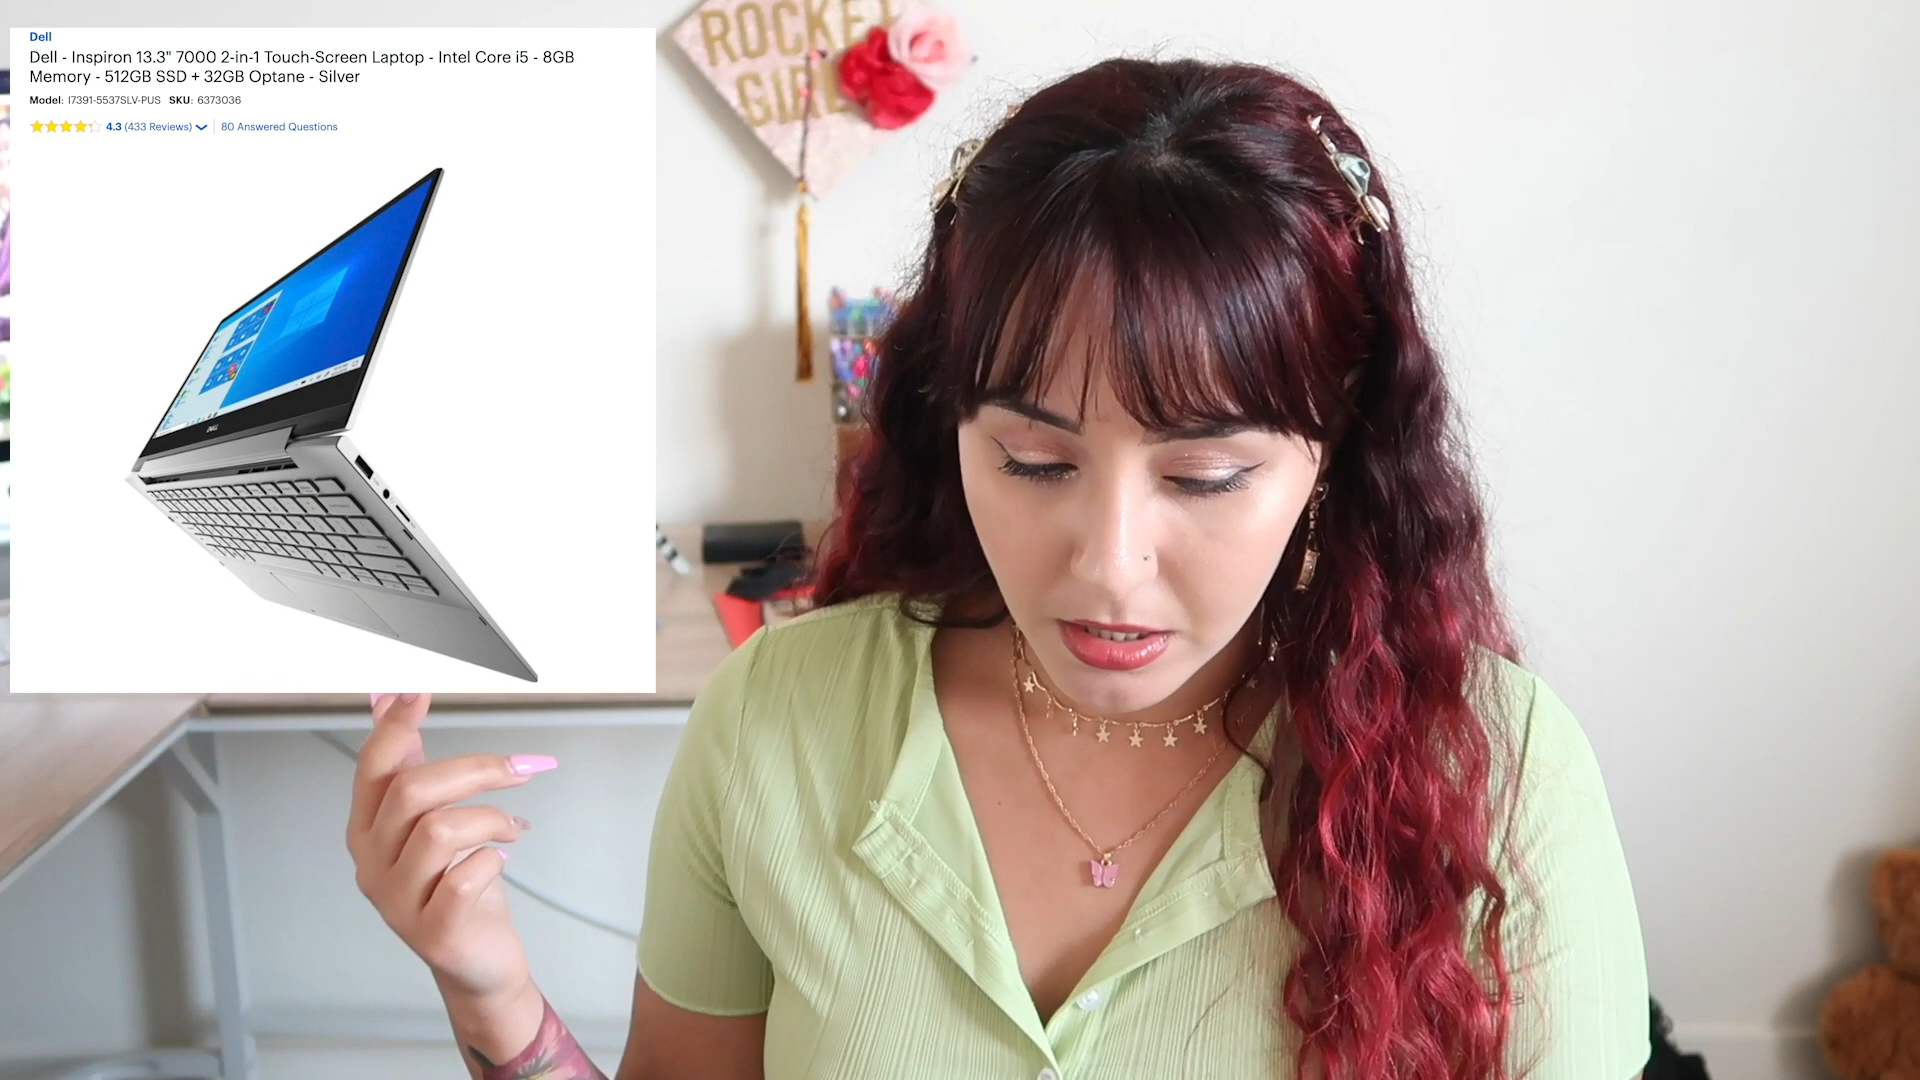 Dell
Dell - Inspiron 13.3" 7000 2-in-1 Touch-Screen Laptop - Intel Core i5 - 8GB
Memory - 512GB SSD + 32GB Optane - Silver
Model: I7391-5537SLV-PUS SKU: 6373036
4.3 (433 Reviews) 80 Answered Questions
DELL
ROCKET
GIRL